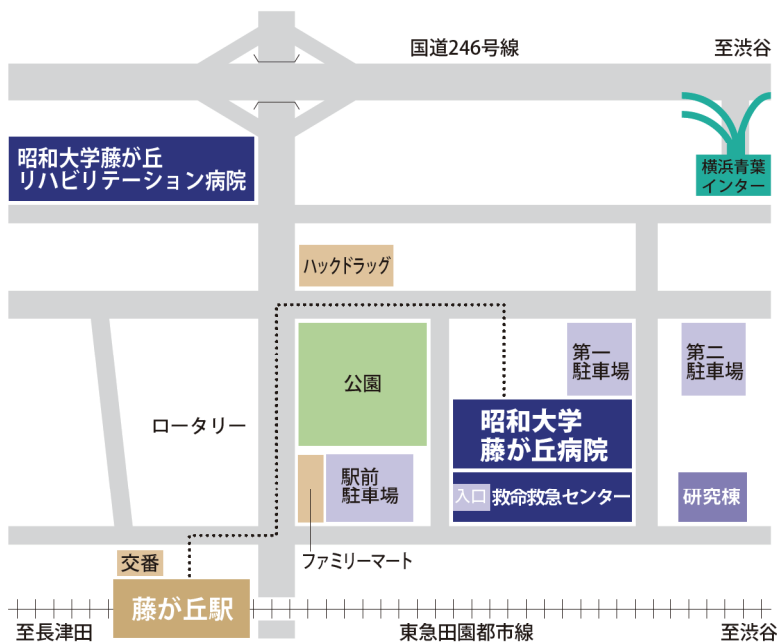 国道246号線
至渋谷
昭和大学藤が丘
リハビリテーション病院
横浜青葉
インター
ハックドラッグ
公園
第一
駐車場
第二
駐車場
ロータリー
昭和大学
藤が丘病院
駅前
駐車場
入口
救命救急センター
研究棟
ファミリーマート
交番
藤が丘駅
至長津田
東急田園都市線
至渋谷